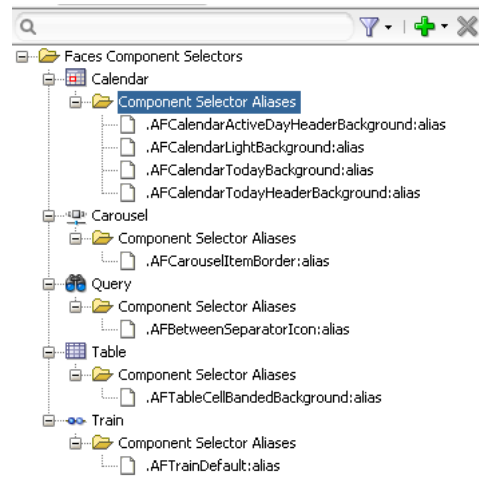 Faces Component Selectors
Calendar
Component Selector Aliases
.AFCalendarActiveDayHeaderBackground:alias
.AFCalendarLightBackground:alias
.AFCalendarTodayBackground:alias
.AFCalendarTodayHeaderBackground:alias
Carousel
Component Selector Aliases
.AFCarouselItemBorder:alias
Query
Component Selector Aliases
.AFBetweenSeparatorIcon:alias
Table
Component Selector Aliases
.AFTableCellBandedBackground:alias
Train
Component Selector Aliases
.AFTrainDefault:alias